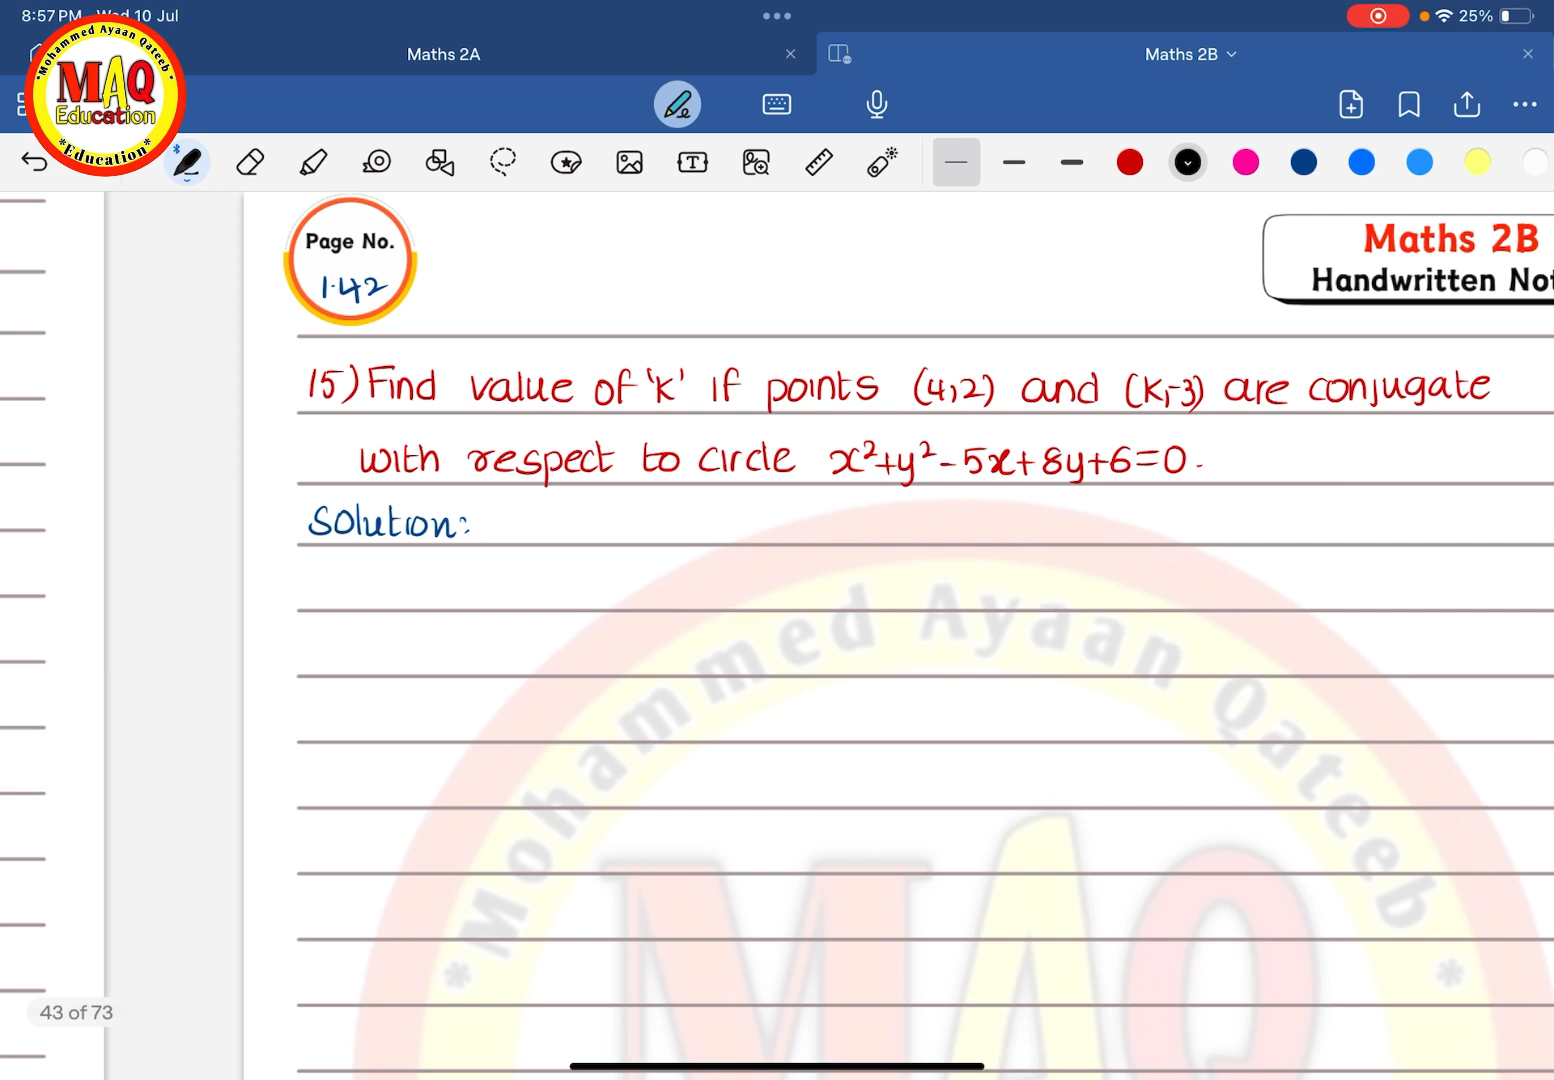 8:57 PM Wed 10 Jul
25%
Maths 2A
Maths 2B
Mohammed Ayaan Qateeb
MAQ
Education
*Education*
T
Page No.
1.42
Maths 2B
Handwritten Not
15) Find value of 'K' if points (4,2) and (K,-3) are conjugate
with respect to circle x²+y²-5x+8y+6=0.
Solution:
*Mohammed Ayaan Qateeb*
MAQ
43 of 73